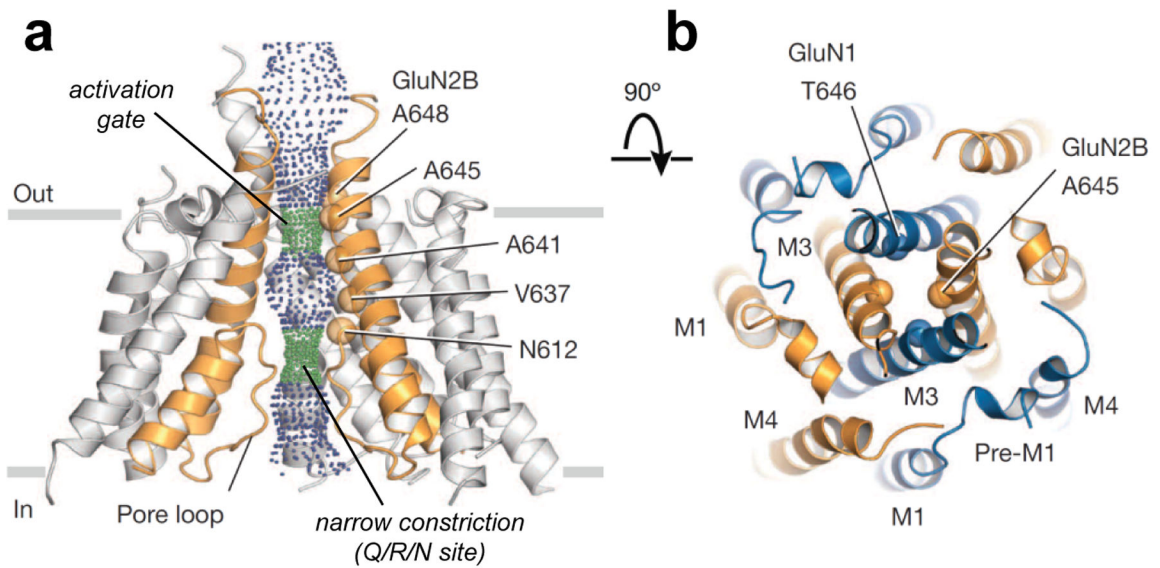 a
activation
gate
GluN2B
A648
A645
Out
A641
V637
N612
In
Pore loop
narrow constriction
(Q/R/N site)
90º
b
GluN1
T646
GluN2B
A645
M3
M1
M3
M4
M4
Pre-M1
M1